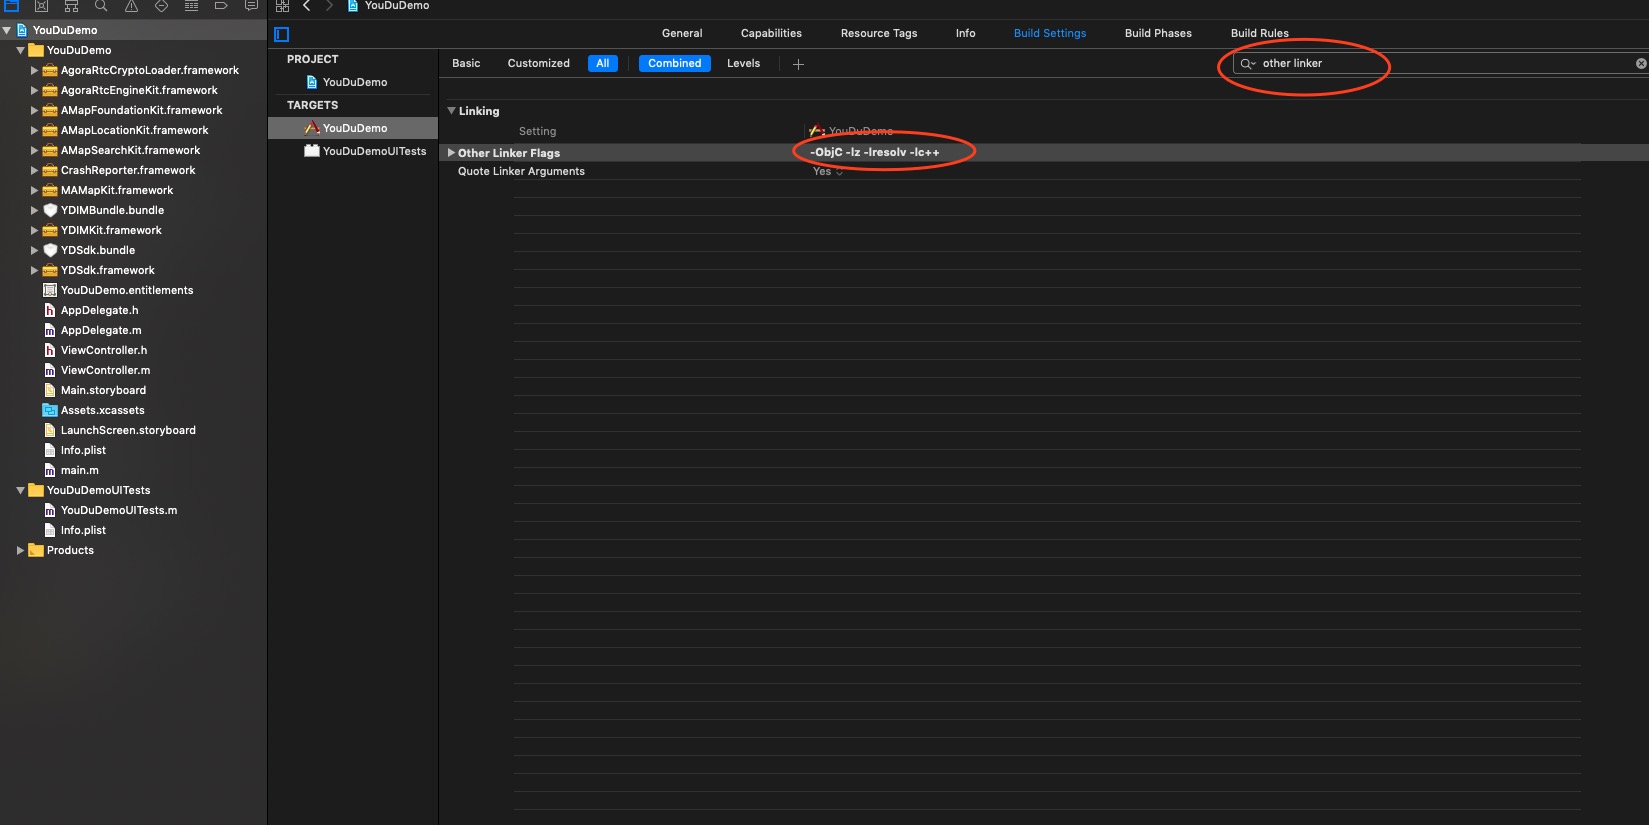 YouDuDemo
YouDuDemo
AgoraRtcCryptoLoader.framework
AgoraRtcEngineKit.framework
AMapFoundationKit.framework
AMapLocationKit.framework
AMapSearchKit.framework
CrashReporter.framework
MAMapKit.framework
YDIMBundle.bundle
YDIMKit.framework
YDSdk.bundle
YDSdk.framework
YouDuDemo.entitlements
AppDelegate.h
AppDelegate.m
ViewController.h
ViewController.m
Main.storyboard
Assets.xcassets
LaunchScreen.storyboard
Info.plist
main.m
YouDuDemoUITests
YouDuDemoUITests.m
Info.plist
Products
YouDuDemo
General Capabilities Resource Tags Info Build Settings Build Phases Build Rules
PROJECT
YouDuDemo
TARGETS
YouDuDemo
YouDuDemoUITests
Basic Customized All Combined Levels + other linker
Linking
Setting YouDuDemo
Other Linker Flags -ObjC -lz -lresolv -lc++
Quote Linker Arguments Yes